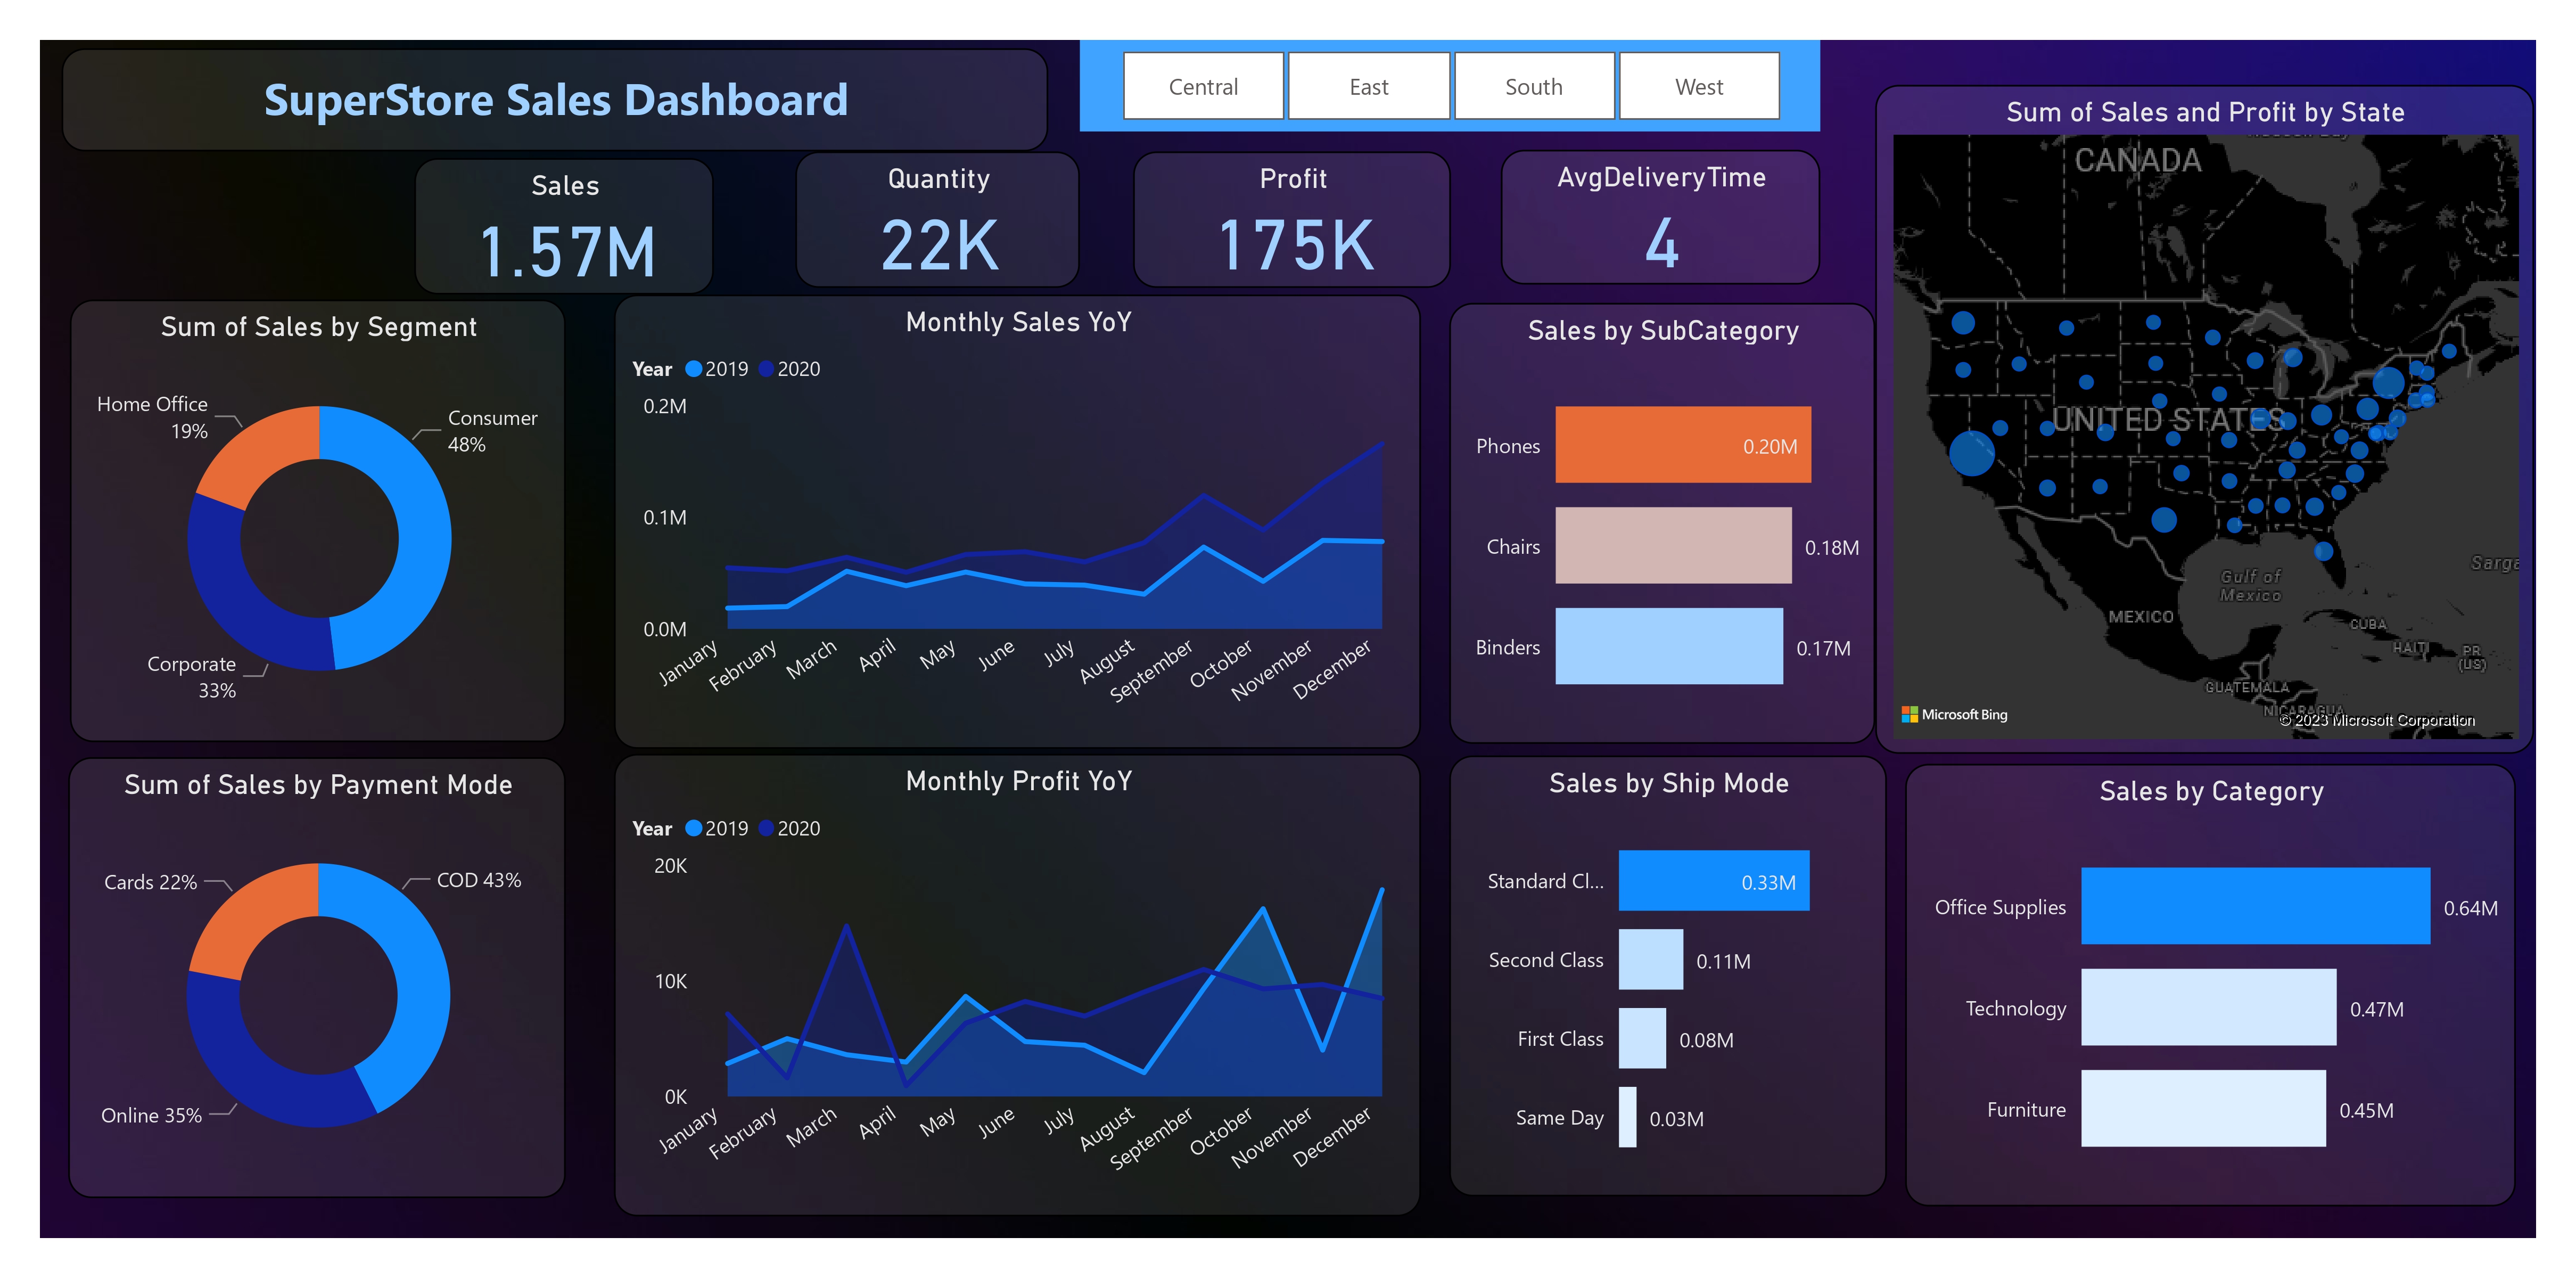 SuperStore Sales Dashboard
Central
East
South
West
Sales
1.57M
Quantity
22K
Profit
175K
AvgDeliveryTime
4
Sum of Sales and Profit by State
CANADA
UNITED STATES
Gulf of
Mexico
MEXICO
CUBA
HAITI
PR
(US)
GUATEMALA
NICARAGUA
Sarga
Microsoft Bing
© 2023 Microsoft Corporation
Sum of Sales by Segment
Home Office
19%
Consumer
48%
Corporate
33%
Monthly Sales YoY
Year 2019 2020
0.2M
0.1M
0.0M
January
February
March
April
May
June
July
August
September
October
November
December
Sales by SubCategory
Phones 0.20M
Chairs 0.18M
Binders 0.17M
Sum of Sales by Payment Mode
Cards 22%
COD 43%
Online 35%
Monthly Profit YoY
Year 2019 2020
20K
10K
0K
January
February
March
April
May
June
July
August
September
October
November
December
Sales by Ship Mode
Standard Cl... 0.33M
Second Class 0.11M
First Class 0.08M
Same Day 0.03M
Sales by Category
Office Supplies 0.64M
Technology 0.47M
Furniture 0.45M